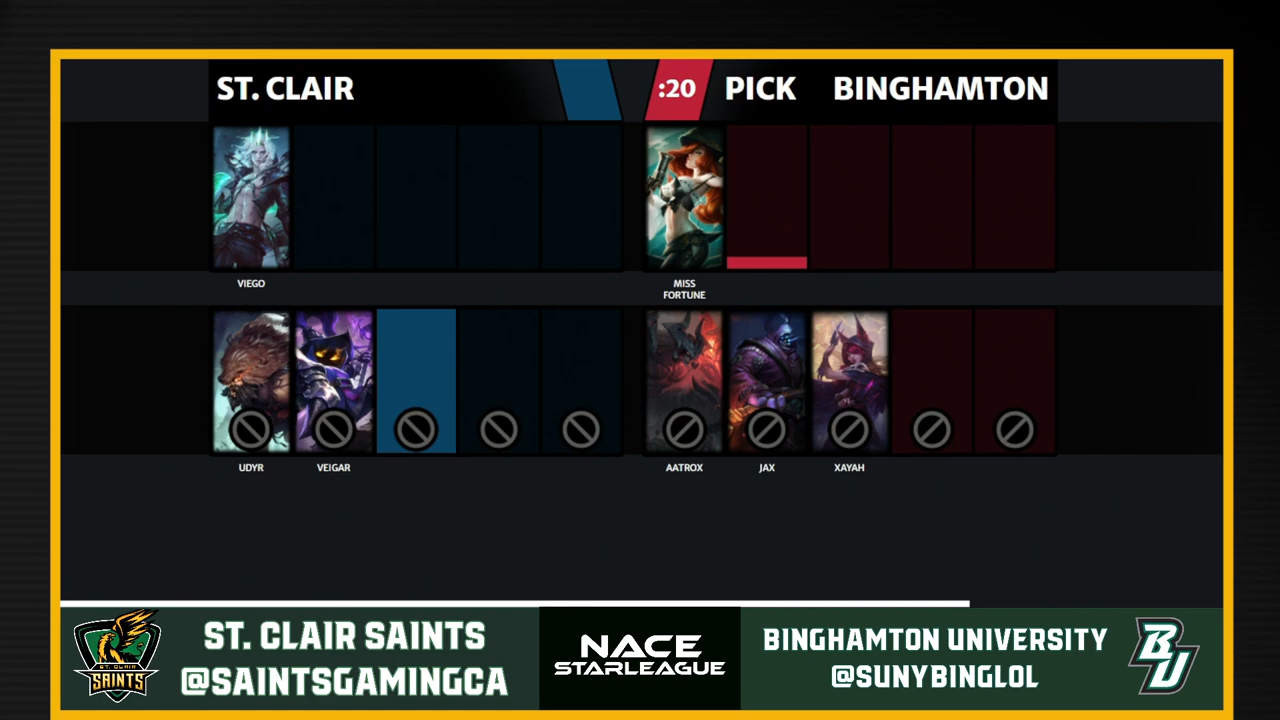 ST. CLAIR
:20
PICK
BINGHAMTON
VIEGO
MISS
FORTUNE
UDYR
VEIGAR
AATROX
JAX
XAYAH
ST. CLAIR
SAINTS
ST. CLAIR SAINTS
@SAINTSGAMINGCA
NACE
STARLEAGUE
BINGHAMTON UNIVERSITY
@SUNYBINGLOL
BU